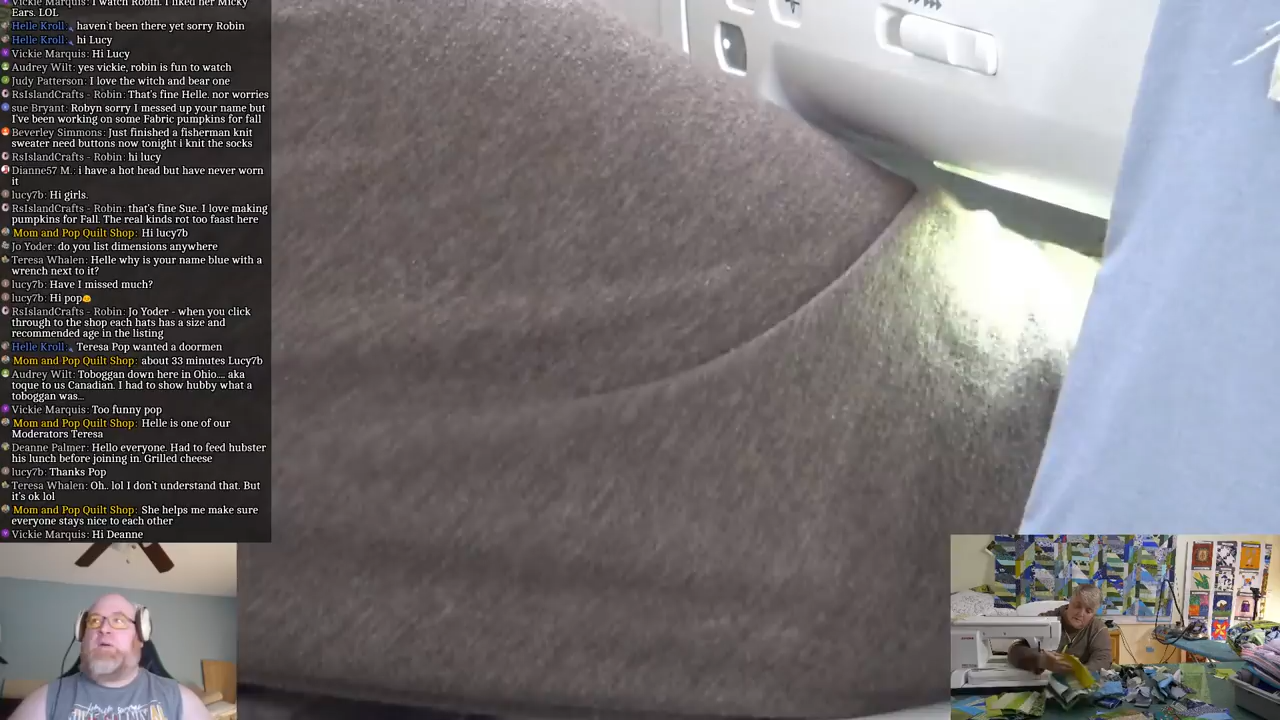 Vickie Marquis: I watch Robin. I liked her Micky
Ears. LOL
Helle Kroll: haven't been there yet sorry Robin
Helle Kroll: hi Lucy
Vickie Marquis: Hi Lucy
Audrey Wilt: yes vickie, robin is fun to watch
Judy Patterson: I love the witch and bear one
RsIslandCrafts - Robin: That's fine Helle. nor worries
sue Bryant: Robyn sorry I messed up your name but
I've been working on some Fabric pumpkins for fall
Beverley Simmons: Just finished a fisherman knit
sweater need buttons now tonight i knit the socks
RsIslandCrafts - Robin: hi lucy
Dianne57 M.: i have a hot head but have never worn
it
lucy7b: Hi girls.
RsIslandCrafts - Robin: that's fine Sue. I love making
pumpkins for Fall. The real kinds rot too faast here
Mom and Pop Quilt Shop: Hi lucy7b
Jo Yoder: do you list dimensions anywhere
Teresa Whalen: Helle why is your name blue with a
wrench next to it?
lucy7b: Have I missed much?
lucy7b: Hi pop
RsIslandCrafts - Robin: Jo Yoder - when you click
through to the shop each hats has a size and
recommended age in the listing
Helle Kroll: Teresa Pop wanted a doormen
Mom and Pop Quilt Shop: about 33 minutes Lucy7b
Audrey Wilt: Toboggan down here in Ohio.... aka
toque to us Canadian. I had to show hubby what a
toboggan was...
Vickie Marquis: Too funny pop
Mom and Pop Quilt Shop: Helle is one of our
Moderators Teresa
Deanne Palmer: Hello everyone. Had to feed hubster
his lunch before joining in. Grilled cheese
lucy7b: Thanks Pop
Teresa Whalen: Oh.. lol I don't understand that. But
it's ok lol
Mom and Pop Quilt Shop: She helps me make sure
everyone stays nice to each other
Vickie Marquis: Hi Deanne